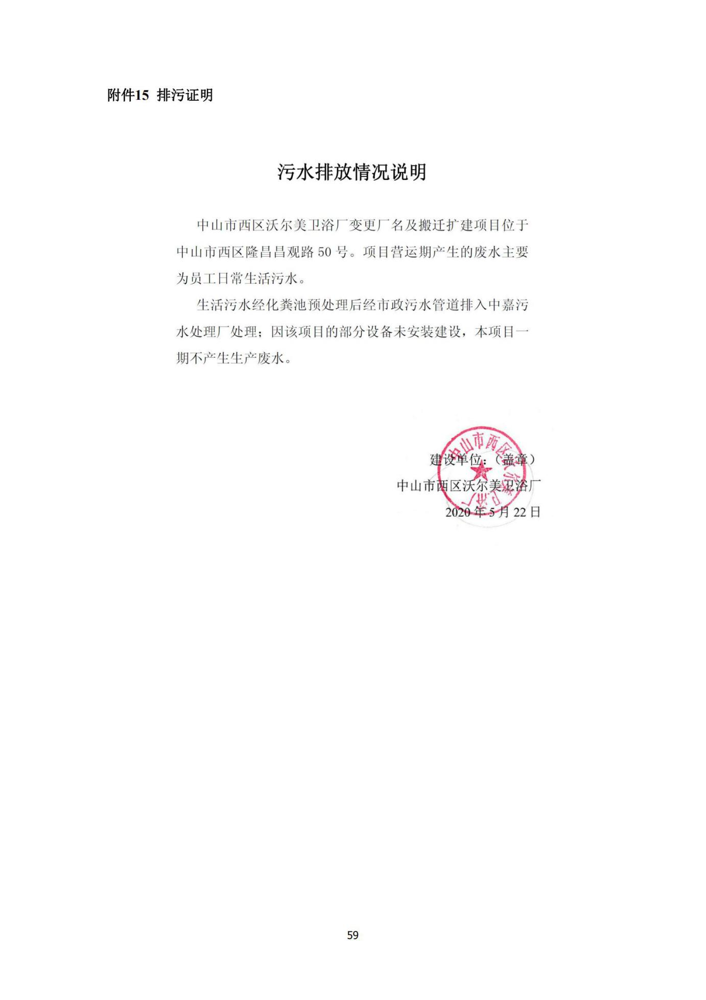 附件15 排污证明
污水排放情况说明
中山市西区沃尔美卫浴厂变更厂名及搬迁扩建项目位于
中山市西区隆昌昌观路 50 号。项目营运期产生的废水主要
为员工日常生活污水。
生活污水经化粪池预处理后经市政污水管道排入中嘉污
水处理厂处理；因该项目的部分设备未安装建设，本项目一
期不产生生产废水。
中山市西区沃尔美卫浴厂
建设单位：（盖章）
中山市西区沃尔美卫浴厂
2020 年 5 月 22 日
59